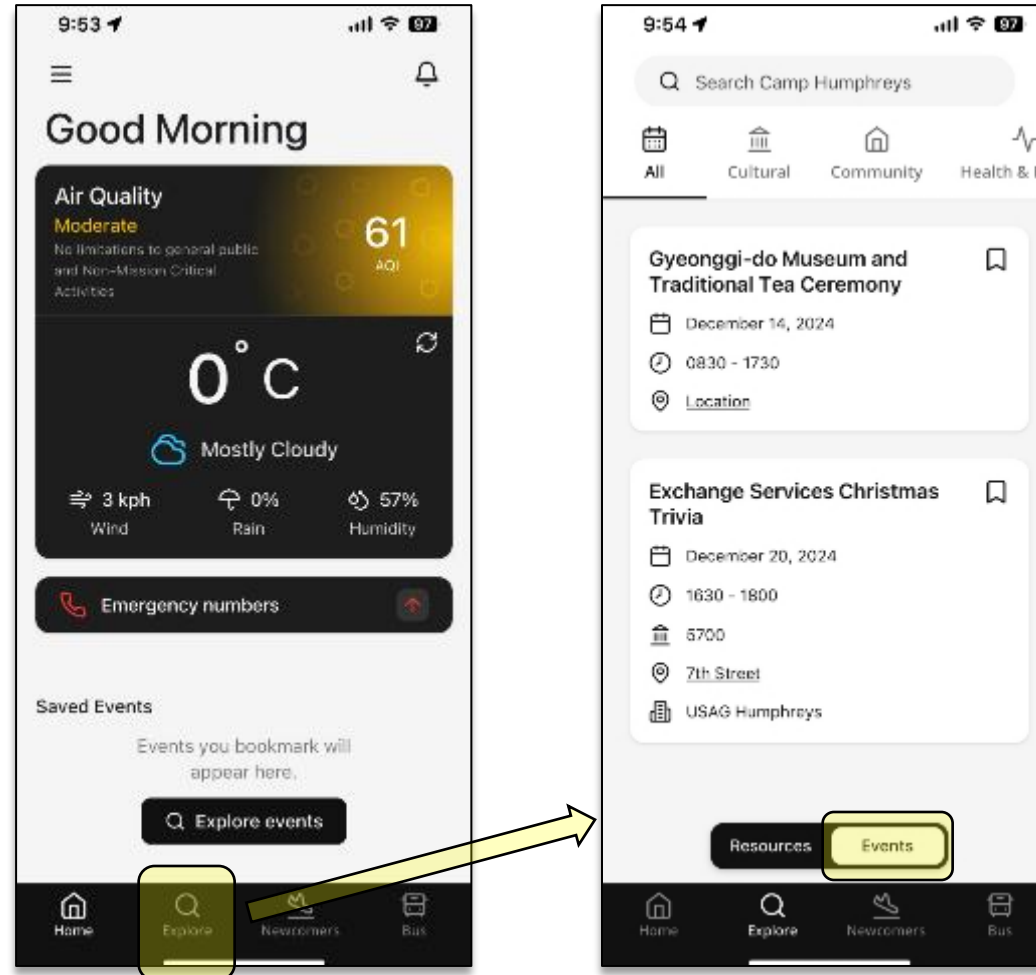 9:53
97
Good Morning
Air Quality
Moderate
No limitations to general public
and Non-Mission Critical
Activities
61
AQI
0°C
Mostly Cloudy
3 kph
Wind
0%
Rain
57%
Humidity
Emergency numbers
Saved Events
Events you bookmark will
appear here.
Explore events
Home
Explore
Newcomers
Bus
9:54
97
Search Camp Humphreys
All
Cultural
Community
Health &
Gyeonggi-do Museum and
Traditional Tea Ceremony
December 14, 2024
0830 - 1730
Location
Exchange Services Christmas
Trivia
December 20, 2024
1630 - 1800
5700
7th Street
USAG Humphreys
Resources
Events
Home
Explore
Newcomers
Bus